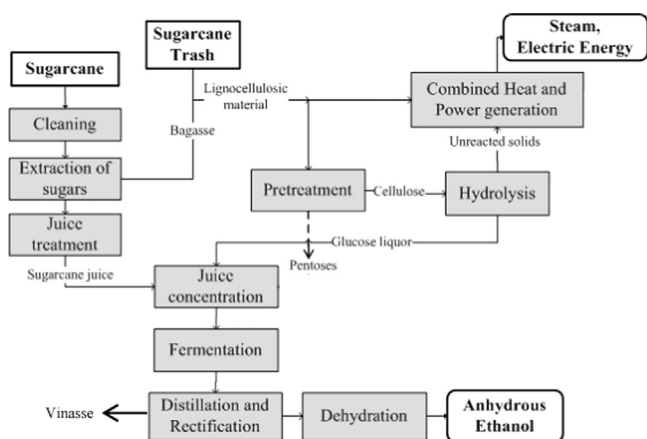 Sugarcane
Trash
Steam,
Electric Energy
Sugarcane
Lignocellulosic
material
Combined Heat and
Power generation
Cleaning
Bagasse
Unreacted solids
Extraction of
sugars
Pretreatment
Cellulose
Hydrolysis
Juice
treatment
Glucose liquor
Pentoses
Sugarcane juice
Juice
concentration
Fermentation
Vinasse
Distillation and
Rectification
Dehydration
Anhydrous
Ethanol